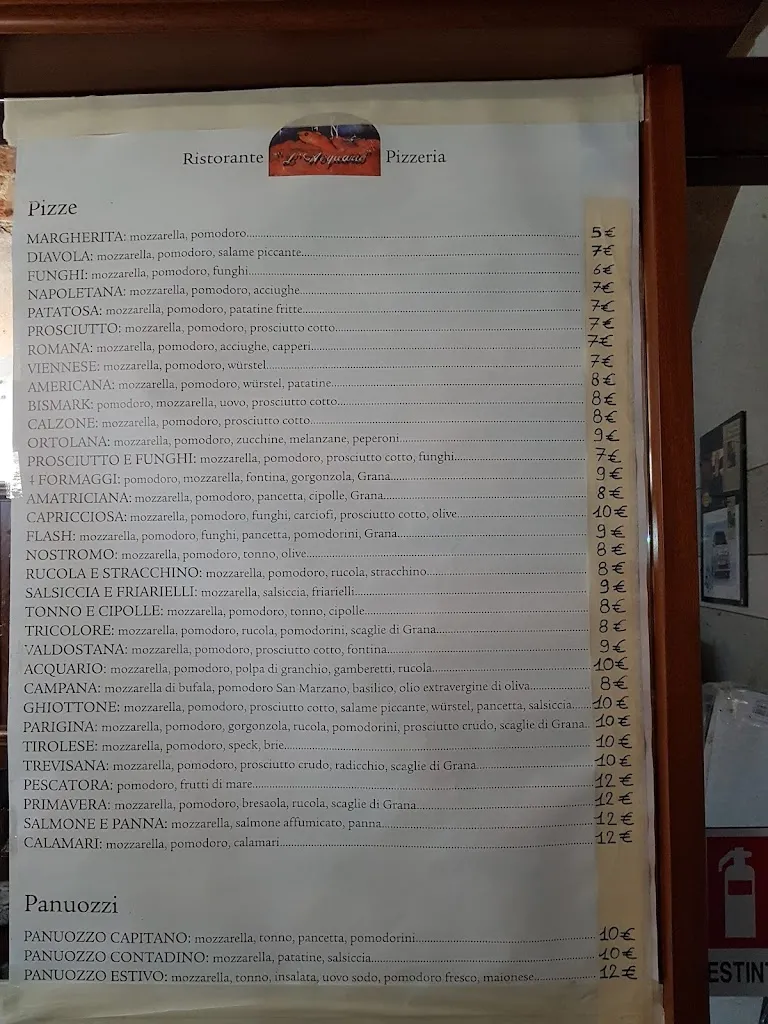 Ristorante "L'Acquario" Pizzeria
Pizze
MARGHERITA: mozzarella, pomodoro 5€
DIAVOLA: mozzarella, pomodoro, salame piccante 7€
FUNGHI: mozzarella, pomodoro, funghi 6€
NAPOLETANA: mozzarella, pomodoro, acciughe 7€
PATATOSA: mozzarella, pomodoro, patatine fritte 7€
PROSCIUTTO: mozzarella, pomodoro, prosciutto cotto 7€
ROMANA: mozzarella, pomodoro, acciughe, capperi 7€
VIENNESE: mozzarella, pomodoro, würstel 7€
AMERICANA: mozzarella, pomodoro, würstel, patatine 8€
BISMARK: pomodoro, mozzarella, uovo, prosciutto cotto 8€
CALZONE: mozzarella, pomodoro, prosciutto cotto 8€
ORTOLANA: mozzarella, pomodoro, zucchine, melanzane, peperoni 9€
PROSCIUTTO E FUNGHI: mozzarella, pomodoro, prosciutto cotto, funghi 7€
4 FORMAGGI: pomodoro, mozzarella, fontina, gorgonzola, Grana 9€
AMATRICIANA: mozzarella, pomodoro, pancetta, cipolle, Grana 8€
CAPRICCIOSA: mozzarella, pomodoro, funghi, carciofi, prosciutto cotto, olive 10€
FLASH: mozzarella, pomodoro, funghi, pancetta, pomodorini, Grana 9€
NOSTROMO: mozzarella, pomodoro, tonno, olive 8€
RUCOLA E STRACCHINO: mozzarella, pomodoro, rucola, stracchino 8€
SALSICCIA E FRIARIELLI: mozzarella, salsiccia, friarielli 9€
TONNO E CIPOLLE: mozzarella, pomodoro, tonno, cipolle 8€
TRICOLORE: mozzarella, pomodoro, rucola, pomodorini, scaglie di Grana 8€
VALDOSTANA: mozzarella, pomodoro, prosciutto cotto, fontina 9€
ACQUARIO: mozzarella, pomodoro, polpa di granchio, gamberetti, rucola 10€
CAMPANA: mozzarella di bufala, pomodoro San Marzano, basilico, olio extravergine di oliva 8€
GHIOTTONE: mozzarella, pomodoro, prosciutto cotto, salame piccante, würstel, pancetta, salsiccia 10€
PARIGINA: mozzarella, pomodoro, gorgonzola, rucola, pomodorini, prosciutto crudo, scaglie di Grana 10€
TIROLESE: mozzarella, pomodoro, speck, brie 10€
TREVISANA: mozzarella, pomodoro, prosciutto crudo, radicchio, scaglie di Grana 10€
PESCATORA: pomodoro, frutti di mare 12€
PRIMAVERA: mozzarella, pomodoro, bresaola, rucola, scaglie di Grana 12€
SALMONE E PANNA: mozzarella, salmone affumicato, panna 12€
CALAMARI: mozzarella, pomodoro, calamari 12€
Panuozzi
PANUOZZO CAPITANO: mozzarella, tonno, pancetta, pomodorini 10€
PANUOZZO CONTADINO: mozzarella, patatine, salsiccia 10€
PANUOZZO ESTIVO: mozzarella, tonno, insalata, uovo sodo, pomodoro fresco, maionese 12€
ESTINT